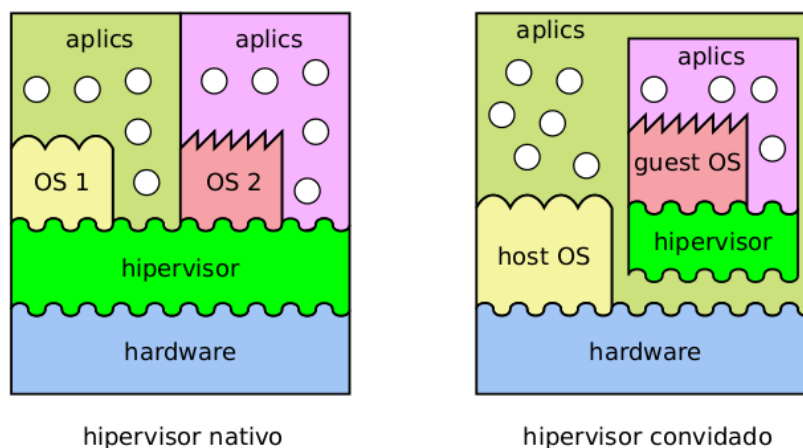 aplics
aplics
OS 1
OS 2
hipervisor
hardware
hipervisor nativo
aplics
aplics
guest OS
hipervisor
host OS
hardware
hipervisor convidado